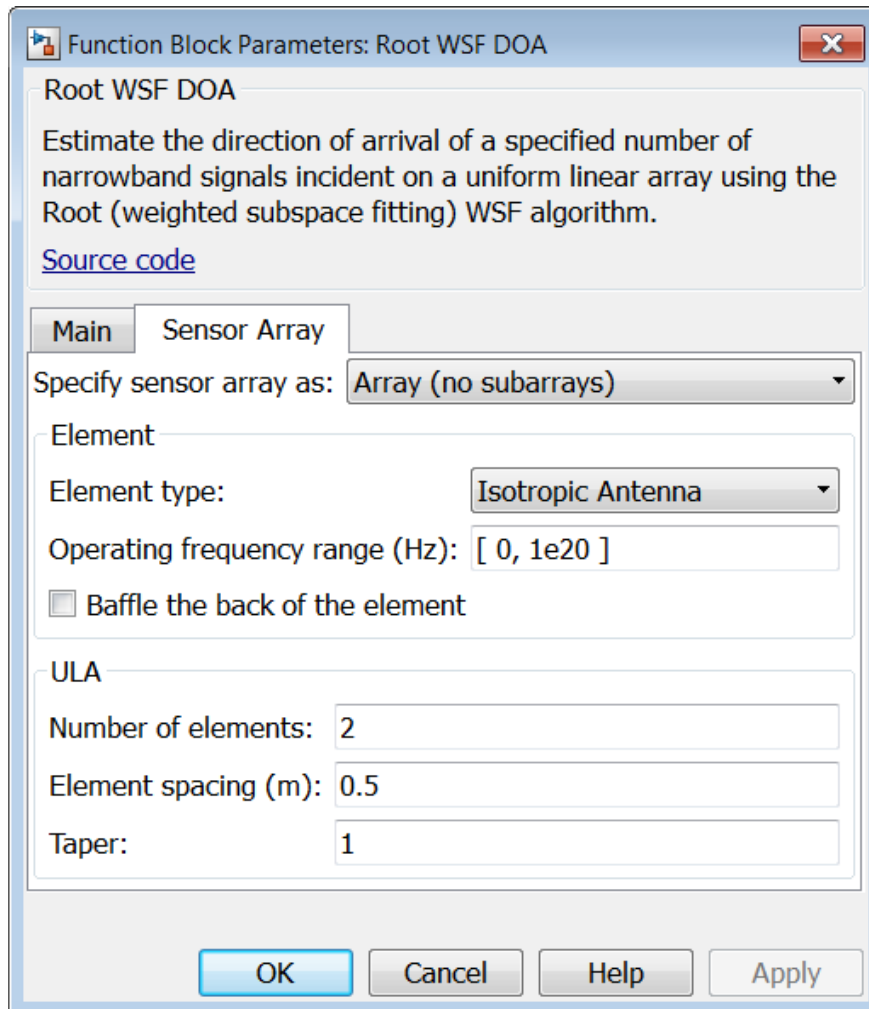 Function Block Parameters: Root WSF DOA
Root WSF DOA
Estimate the direction of arrival of a specified number of
narrowband signals incident on a uniform linear array using the
Root (weighted subspace fitting) WSF algorithm.
Source code
Main Sensor Array
Specify sensor array as: Array (no subarrays)
Element
Element type: Isotropic Antenna
Operating frequency range (Hz): [ 0, 1e20 ]
Baffle the back of the element
ULA
Number of elements: 2
Element spacing (m): 0.5
Taper: 1
OK Cancel Help Apply